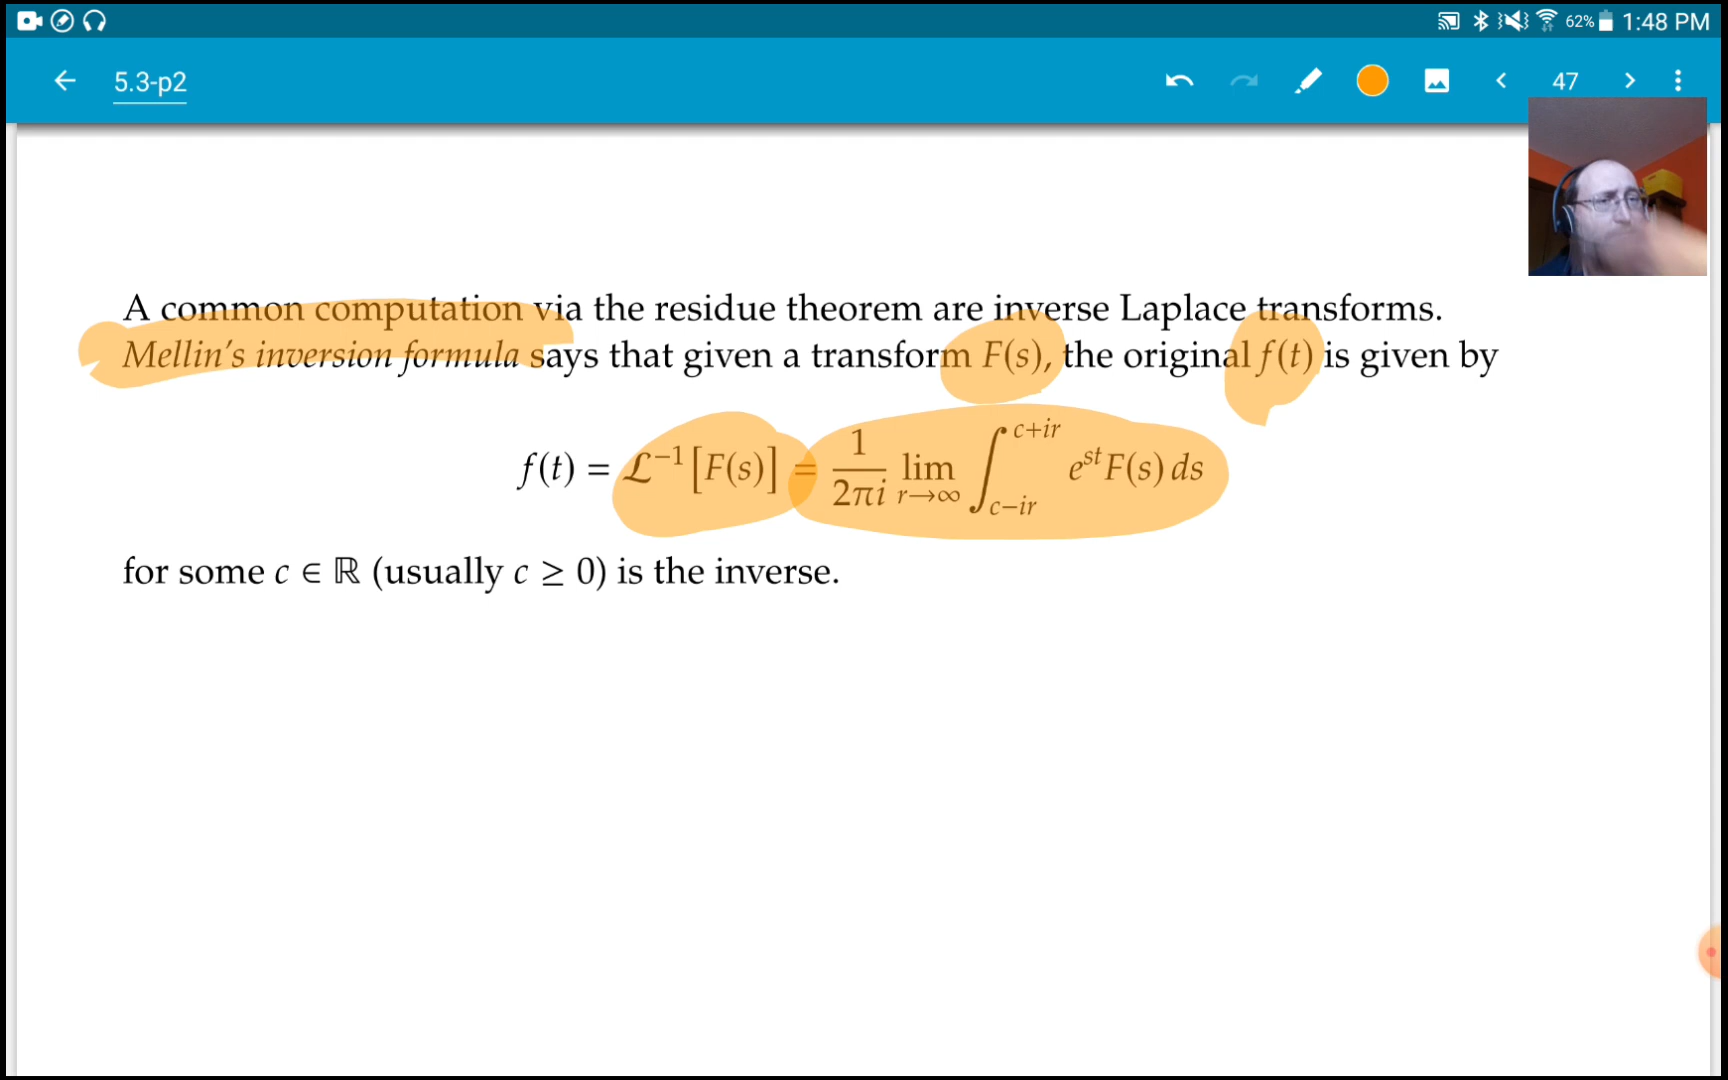 62% 1:48 PM
5.3-p2 47
A common computation via the residue theorem are inverse Laplace transforms.
Mellin's inversion formula says that given a transform F(s), the original f(t) is given by
f(t) = ℒ⁻¹[F(s)] = 1/(2πi) lim_{r→∞} ∫_{c−ir}^{c+ir} e^{st} F(s) ds
for some c ∈ ℝ (usually c ≥ 0) is the inverse.